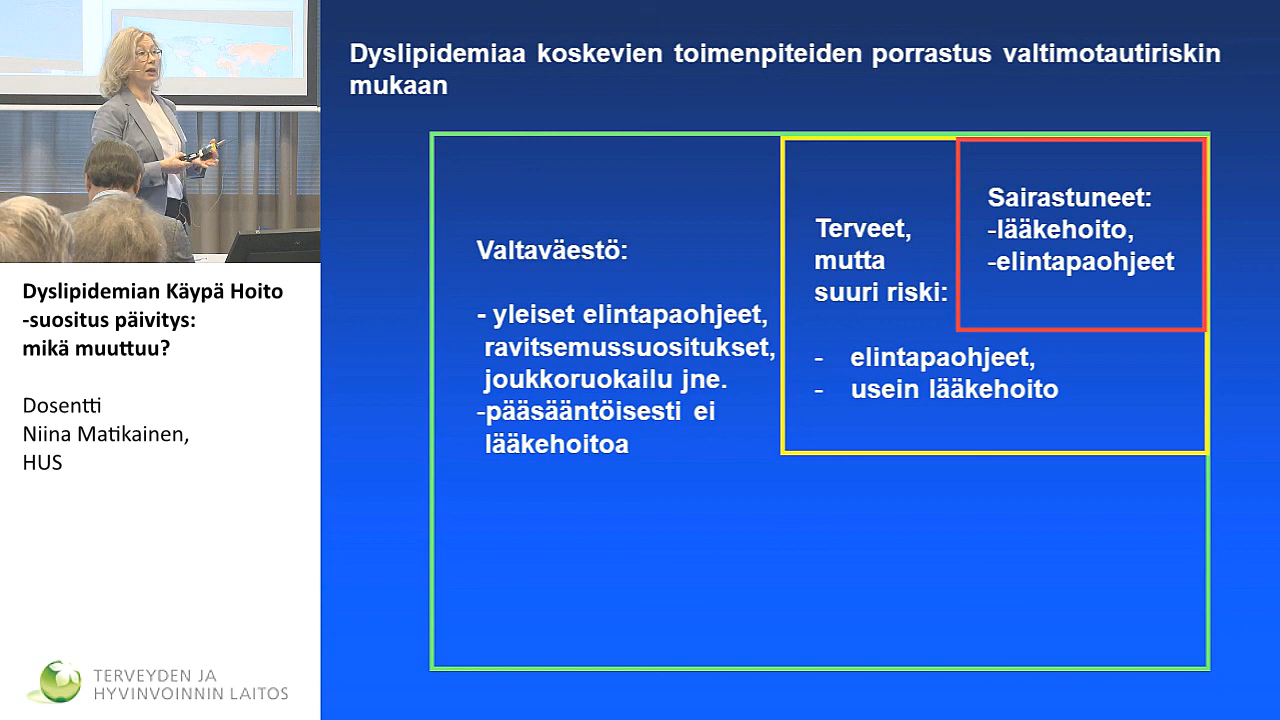 Dyslipidemiaa koskevien toimenpiteiden porrastus valtimotautiriskin
mukaan
Valtaväestö:
- yleiset elintapaohjeet,
ravitsemussuositukset,
joukkoruokailu jne.
-pääsääntöisesti ei
lääkehoitoa
Terveet,
mutta
suuri riski:
- elintapaohjeet,
- usein lääkehoito
Sairastuneet:
-lääkehoito,
-elintapaohjeet
Dyslipidemian Käypä Hoito
-suositus päivitys:
mikä muuttuu?
Dosentti
Niina Matikainen,
HUS
TERVEYDEN JA
HYVINVOINNIN LAITOS